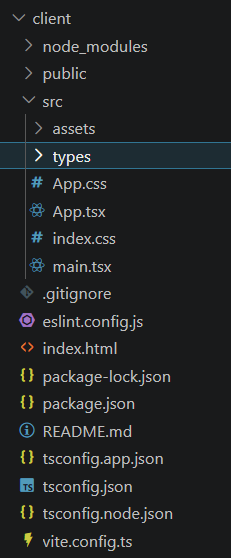 client
node_modules
public
src
assets
types
App.css
App.tsx
index.css
main.tsx
.gitignore
eslint.config.js
index.html
package-lock.json
package.json
README.md
tsconfig.app.json
tsconfig.json
tsconfig.node.json
vite.config.ts